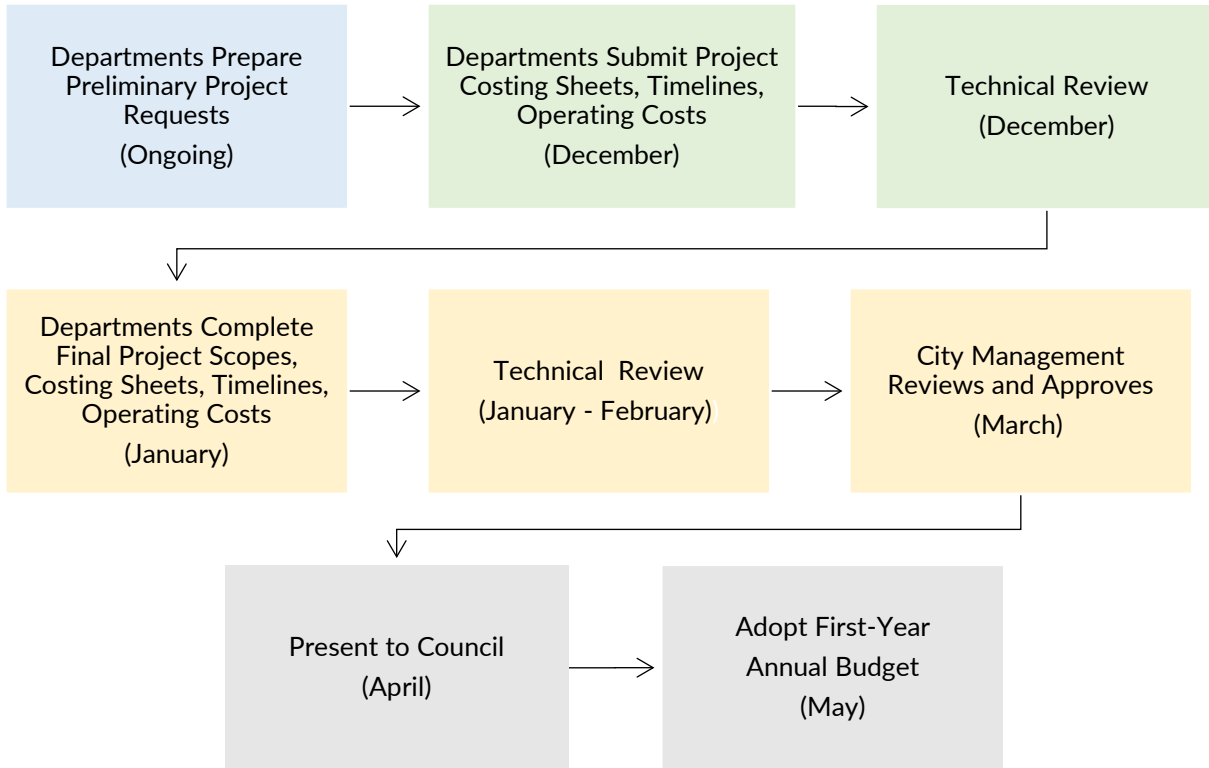 Departments Prepare
Preliminary Project
Requests
(Ongoing)
Departments Submit Project
Costing Sheets, Timelines,
Operating Costs
(December)
Technical Review
(December)
Departments Complete
Final Project Scopes,
Costing Sheets, Timelines,
Operating Costs
(January)
Technical  Review
(January - February)
City Management
Reviews and Approves
(March)
Present to Council
(April)
Adopt First-Year
Annual Budget
(May)